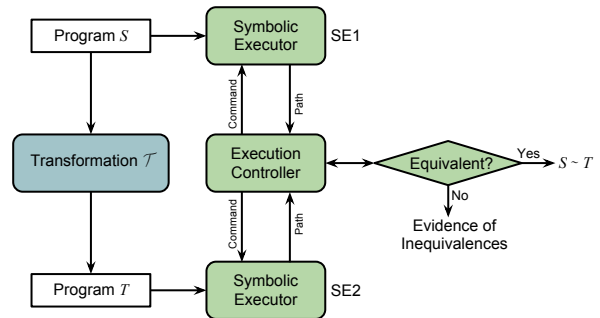 Program S
Symbolic
Executor
SE1
Command
Path
Transformation 𝒯
Execution
Controller
Equivalent?
Yes
S ~ T
No
Evidence of
Inequivalences
Command
Path
Program T
Symbolic
Executor
SE2